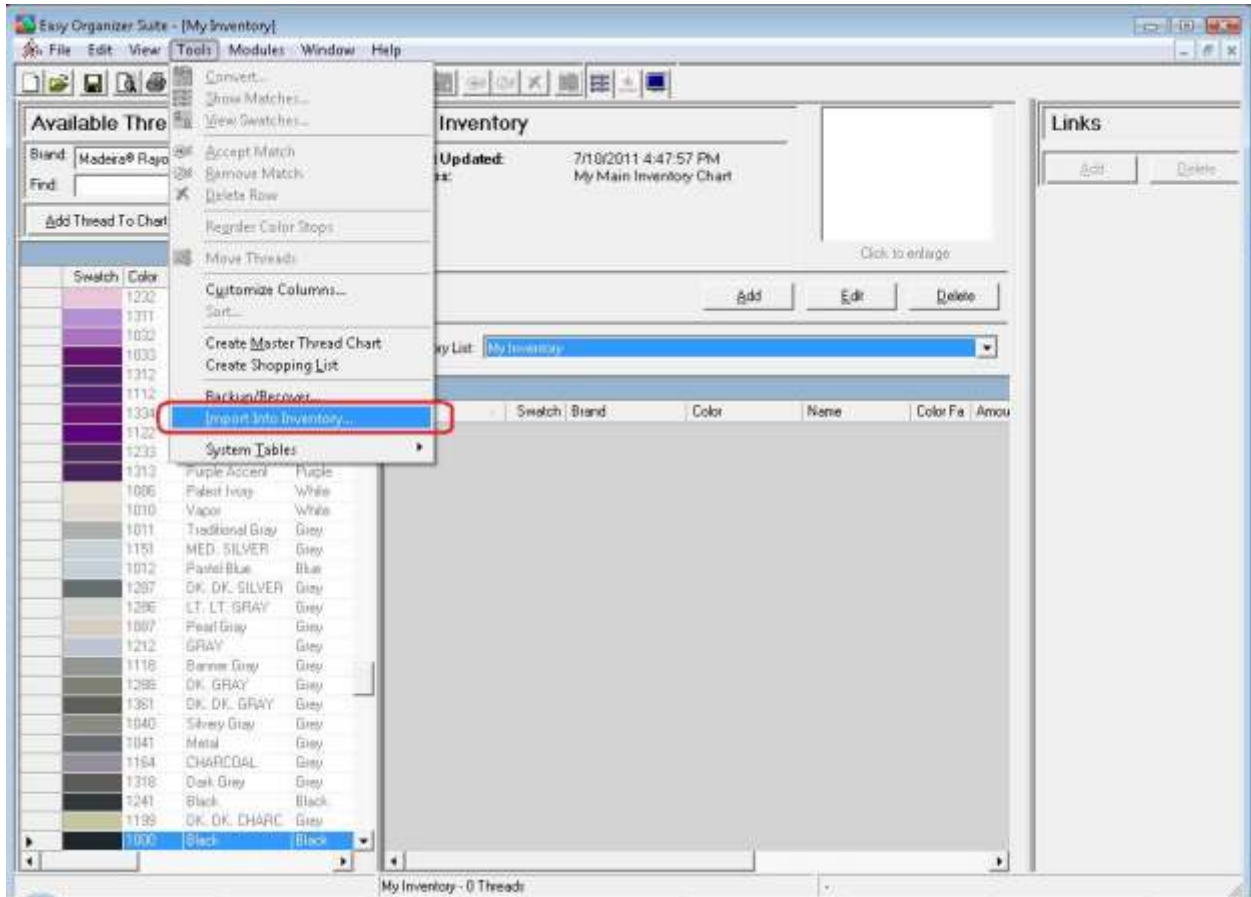 Easy Organizer Suite - [My Inventory]
File Edit View Tools Modules Window Help
Convert...
Show Matches...
View Swatches...
Accept Match
Remove Match
Delete Row
Reorder Color Stops
Move Threads
Customize Columns...
Sort...
Create Master Thread Chart
Create Shopping List
Backup/Recover...
Import Into Inventory...
System Tables
Available Thre
Brand: Madeira® Rayo
Find:
Add Thread To Chart
Swatch Color
1232
1311
1032
1033
1312
1112
1334
1122
1233
1313 Purple Accent Purple
1086 Palest Ivory White
1010 Vapor White
1011 Traditional Gray Grey
1151 MED. SILVER Grey
1012 Pastel Blue Blue
1287 DK. DK. SILVER Grey
1286 LT. LT. GRAY Grey
1087 Pearl Gray Grey
1212 GRAY Grey
1118 Banner Gray Grey
1288 DK. GRAY Grey
1361 DK. DK. GRAY Grey
1040 Silvery Gray Grey
1041 Metal Grey
1164 CHARCOAL Grey
1318 Dark Grey Grey
1241 Black Black
1199 DK. DK. CHARC Grey
1000 Black Black
Inventory
Updated: 7/10/2011 4:47:57 PM
My Main Inventory Chart
Click to enlarge
Add Edit Delete
ry List: My Inventory
Swatch Brand Color Name Color Fa Amou
Links
Add Delete
My Inventory - 0 Threads